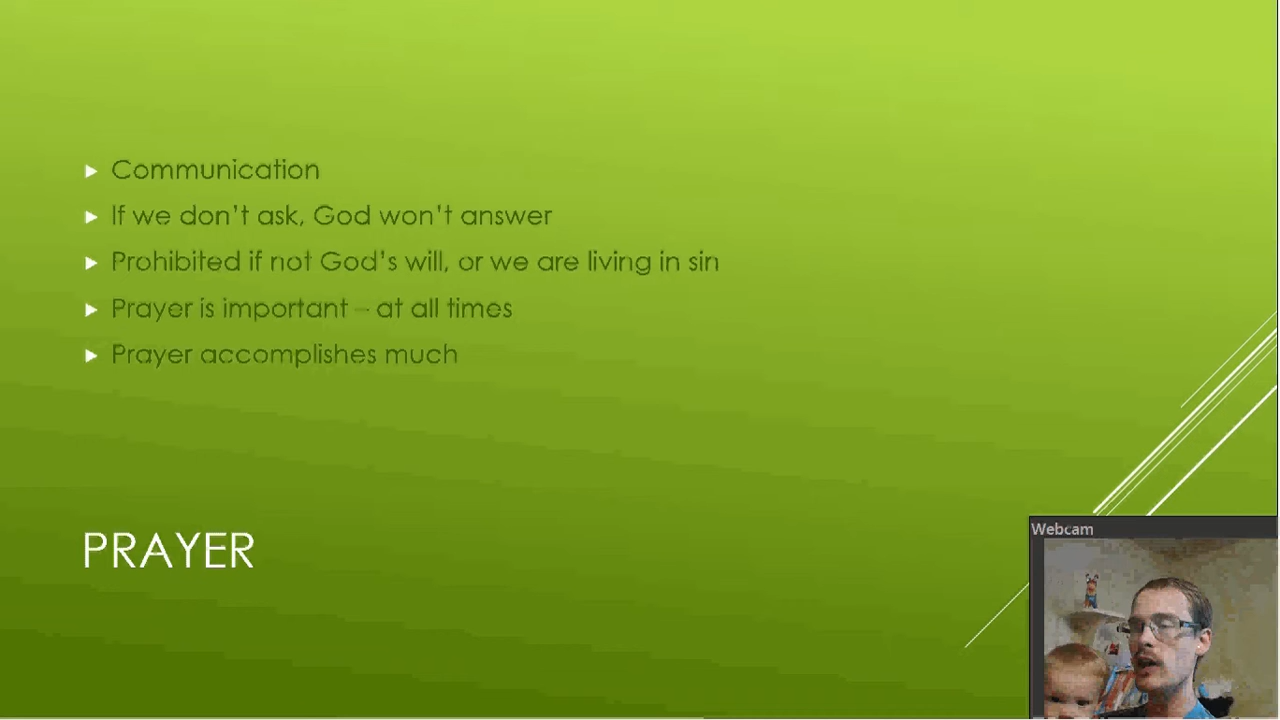 Communication
If we don't ask, God won't answer
Prohibited if not God's will, or we are living in sin
Prayer is important – at all times
Prayer accomplishes much
PRAYER
Webcam